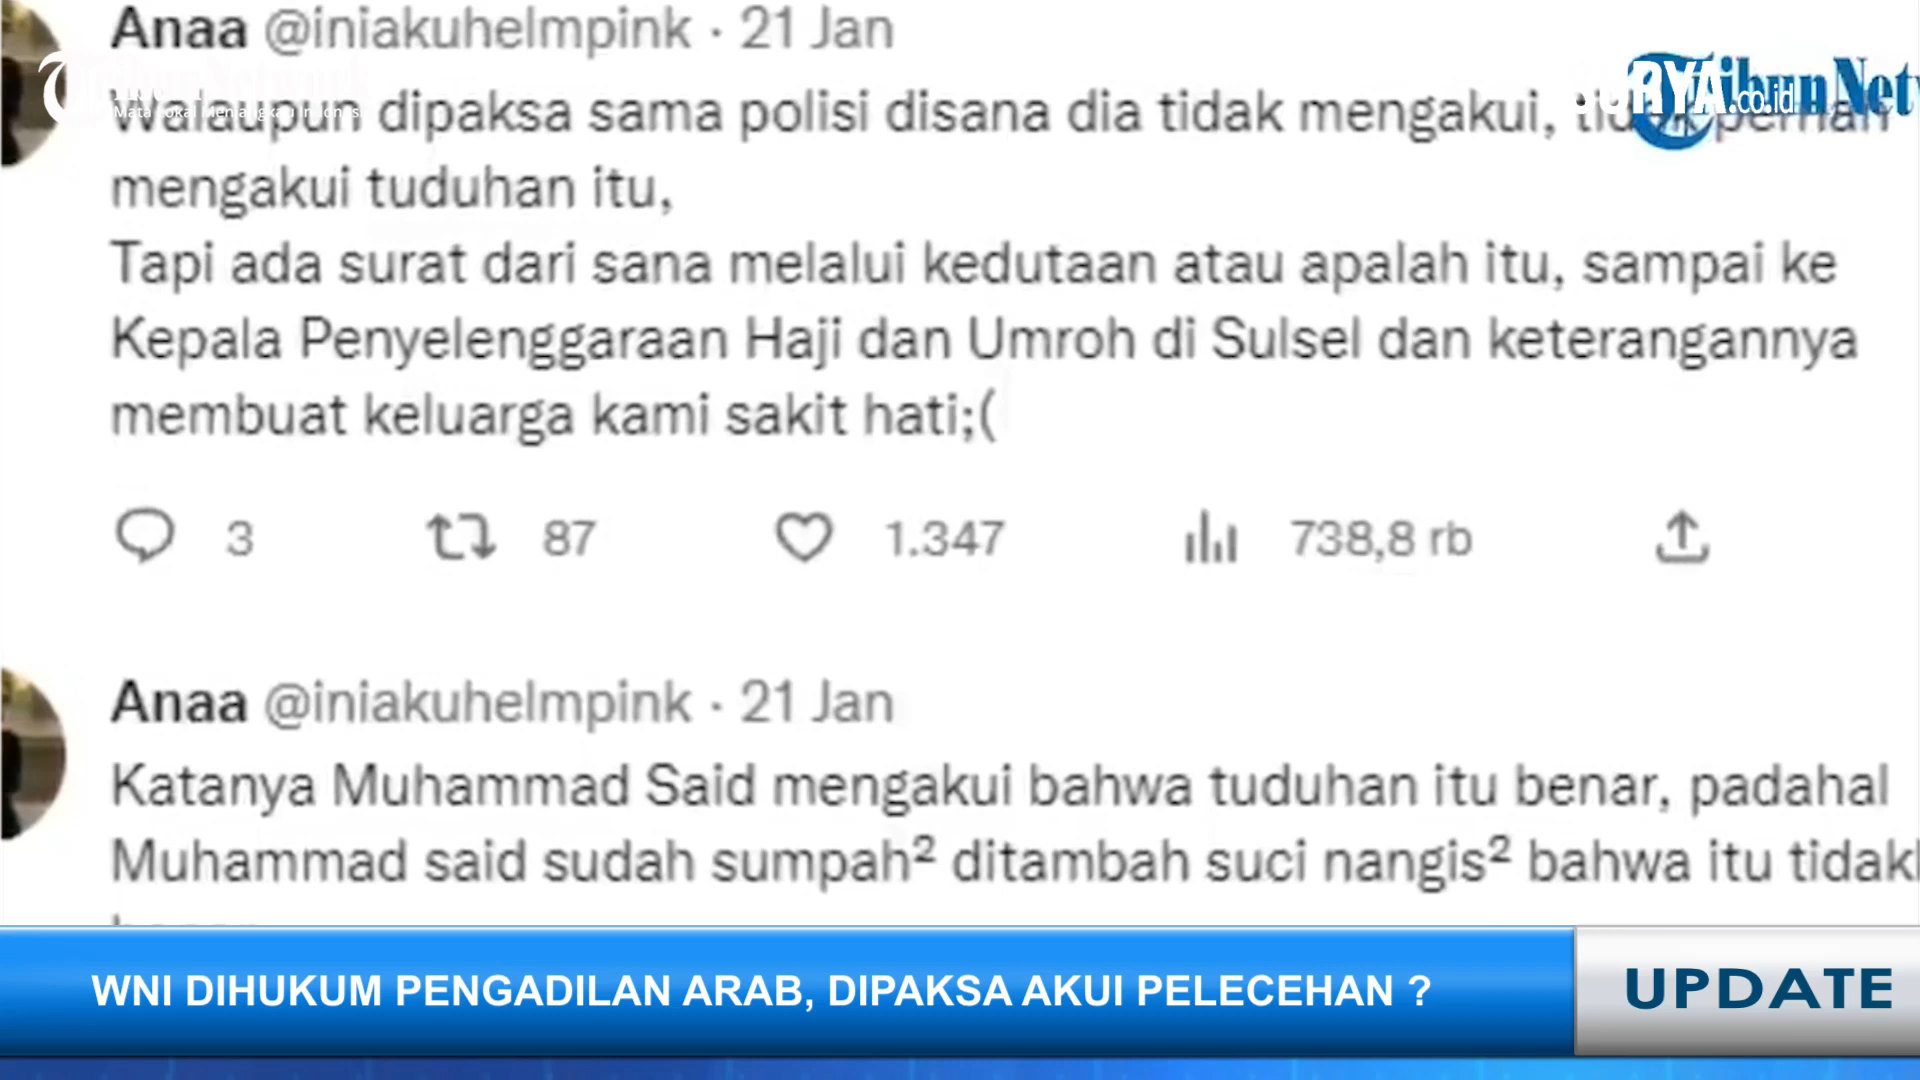 Anaa @iniakuhelmpink · 21 Jan
Walaupun dipaksa sama polisi disana dia tidak mengakui, tidak pernah
mengakui tuduhan itu,
Tapi ada surat dari sana melalui kedutaan atau apalah itu, sampai ke
Kepala Penyelenggaraan Haji dan Umroh di Sulsel dan keterangannya
membuat keluarga kami sakit hati;(
3 87 1.347 738,8 rb
Anaa @iniakuhelmpink · 21 Jan
Katanya Muhammad Said mengakui bahwa tuduhan itu benar, padahal
Muhammad said sudah sumpah² ditambah suci nangis² bahwa itu tidak
WNI DIHUKUM PENGADILAN ARAB, DIPAKSA AKUI PELECEHAN ?
UPDATE